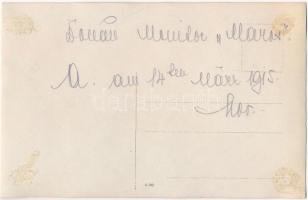 Donau Monitor „Maros".
A. am 14ten März 1915.